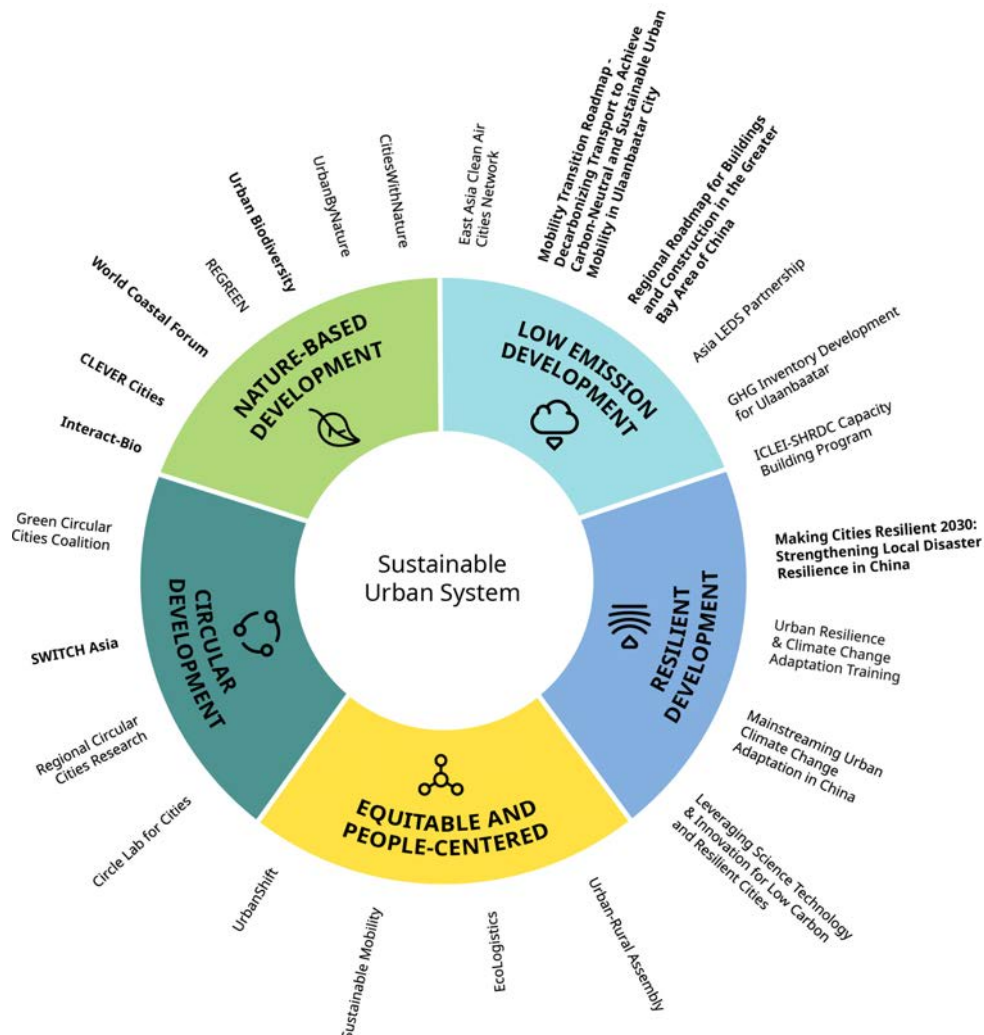 Mobility Transition Roadmap -
Decarbonizing Transport to Achieve
Carbon-Neutral and Sustainable Urban
Mobility in Ulaanbaatar City
Regional Roadmap for Buildings
and Construction in the Greater
Bay Area of China
East Asia Clean Air
Cities Network
CitiesWithNature
UrbanByNature
Urban Biodiversity
REGREEN
World Coastal Forum
CLEVER Cities
Interact-Bio
Asia LEDS Partnership
GHG Inventory Development
for Ulaanbaatar
ICLEI-SHRDC Capacity
Building Program
NATURE-BASED
DEVELOPMENT
LOW EMISSION
DEVELOPMENT
Green Circular
Cities Coalition
SWITCH Asia
Regional Circular
Cities Research
Circle Lab for Cities
CIRCULAR
DEVELOPMENT
Sustainable
Urban System
RESILIENT
DEVELOPMENT
Making Cities Resilient 2030:
Strengthening Local Disaster
Resilience in China
Urban Resilience
& Climate Change
Adaptation Training
Mainstreaming Urban
Climate Change
Adaptation in China
Leveraging Science Technology
& Innovation for Low Carbon
and Resilient Cities
EQUITABLE AND
PEOPLE-CENTERED
UrbanShift
Sustainable Mobility
EcoLogistics
Urban-Rural Assembly